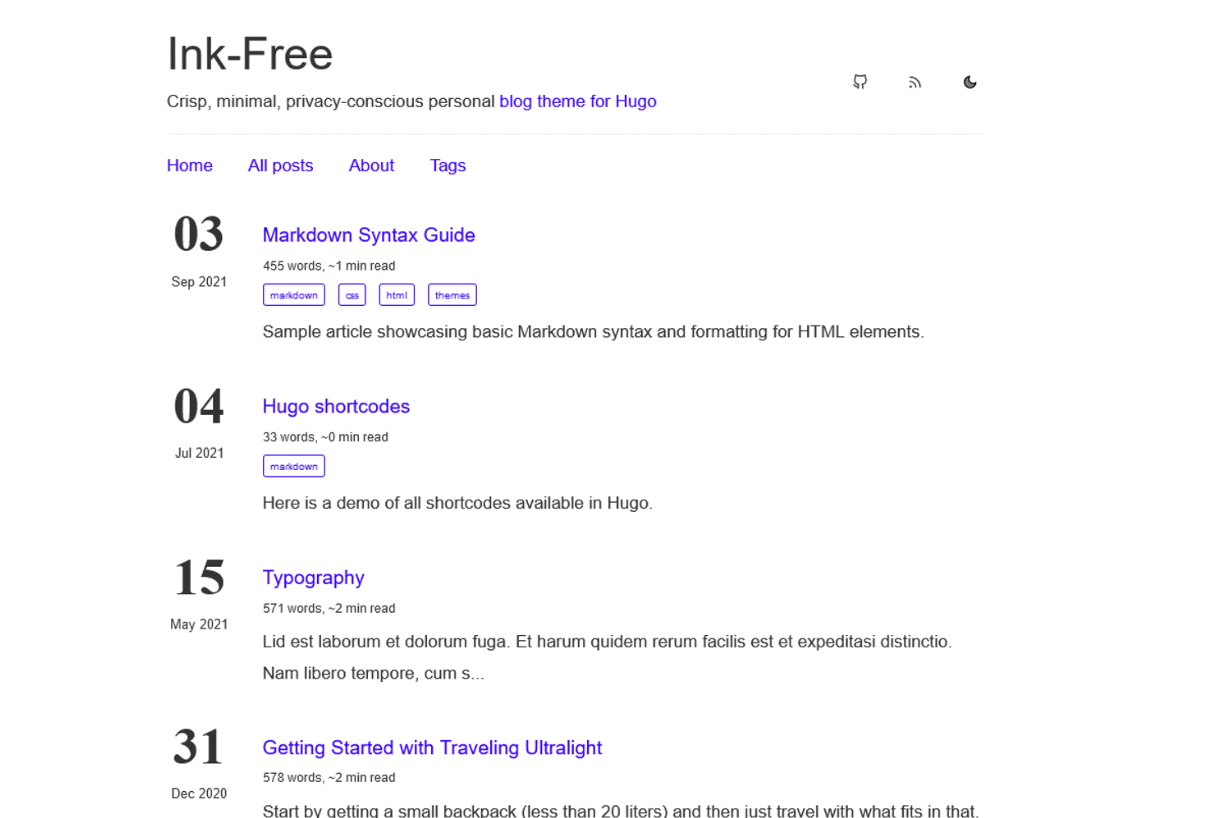 Ink-Free
Crisp, minimal, privacy-conscious personal blog theme for Hugo
Home All posts About Tags
03
Sep 2021
Markdown Syntax Guide
455 words, ~1 min read
markdown css html themes
Sample article showcasing basic Markdown syntax and formatting for HTML elements.
04
Jul 2021
Hugo shortcodes
33 words, ~0 min read
markdown
Here is a demo of all shortcodes available in Hugo.
15
May 2021
Typography
571 words, ~2 min read
Lid est laborum et dolorum fuga. Et harum quidem rerum facilis est et expeditasi distinctio.
Nam libero tempore, cum s...
31
Dec 2020
Getting Started with Traveling Ultralight
578 words, ~2 min read
Start by getting a small backpack (less than 20 liters) and then just travel with what fits in that.